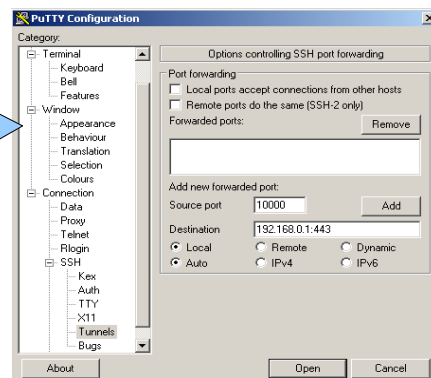 PuTTY Configuration
Category:
Terminal
Keyboard
Bell
Features
Window
Appearance
Behaviour
Translation
Selection
Colours
Connection
Data
Proxy
Telnet
Rlogin
SSH
Kex
Auth
TTY
X11
Tunnels
Bugs
Options controlling SSH port forwarding
Port forwarding
Local ports accept connections from other hosts
Remote ports do the same (SSH-2 only)
Forwarded ports:
Remove
Add new forwarded port:
Source port 10000 Add
Destination 192.168.0.1:443
Local Remote Dynamic
Auto IPv4 IPv6
About Open Cancel